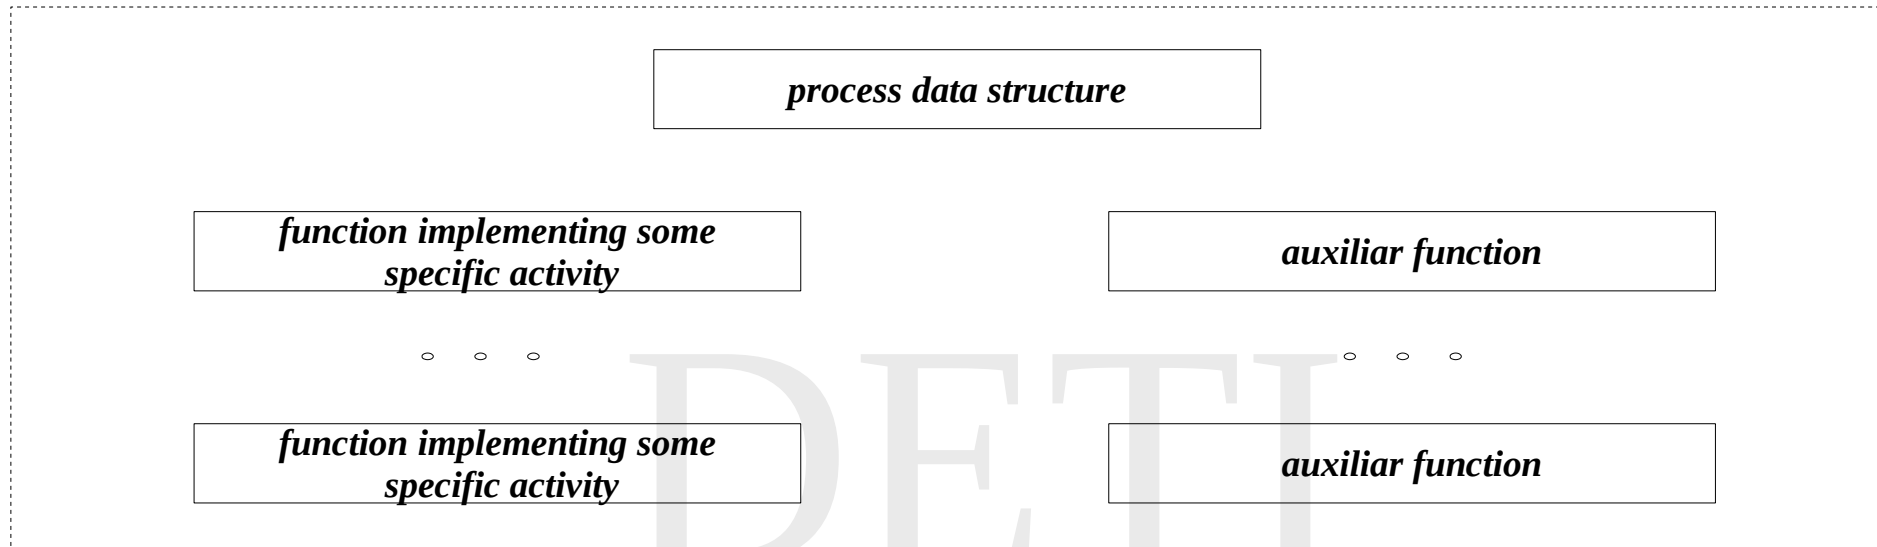 process data structure
function implementing some
specific activity
auxiliar function
function implementing some
specific activity
auxiliar function
DETI